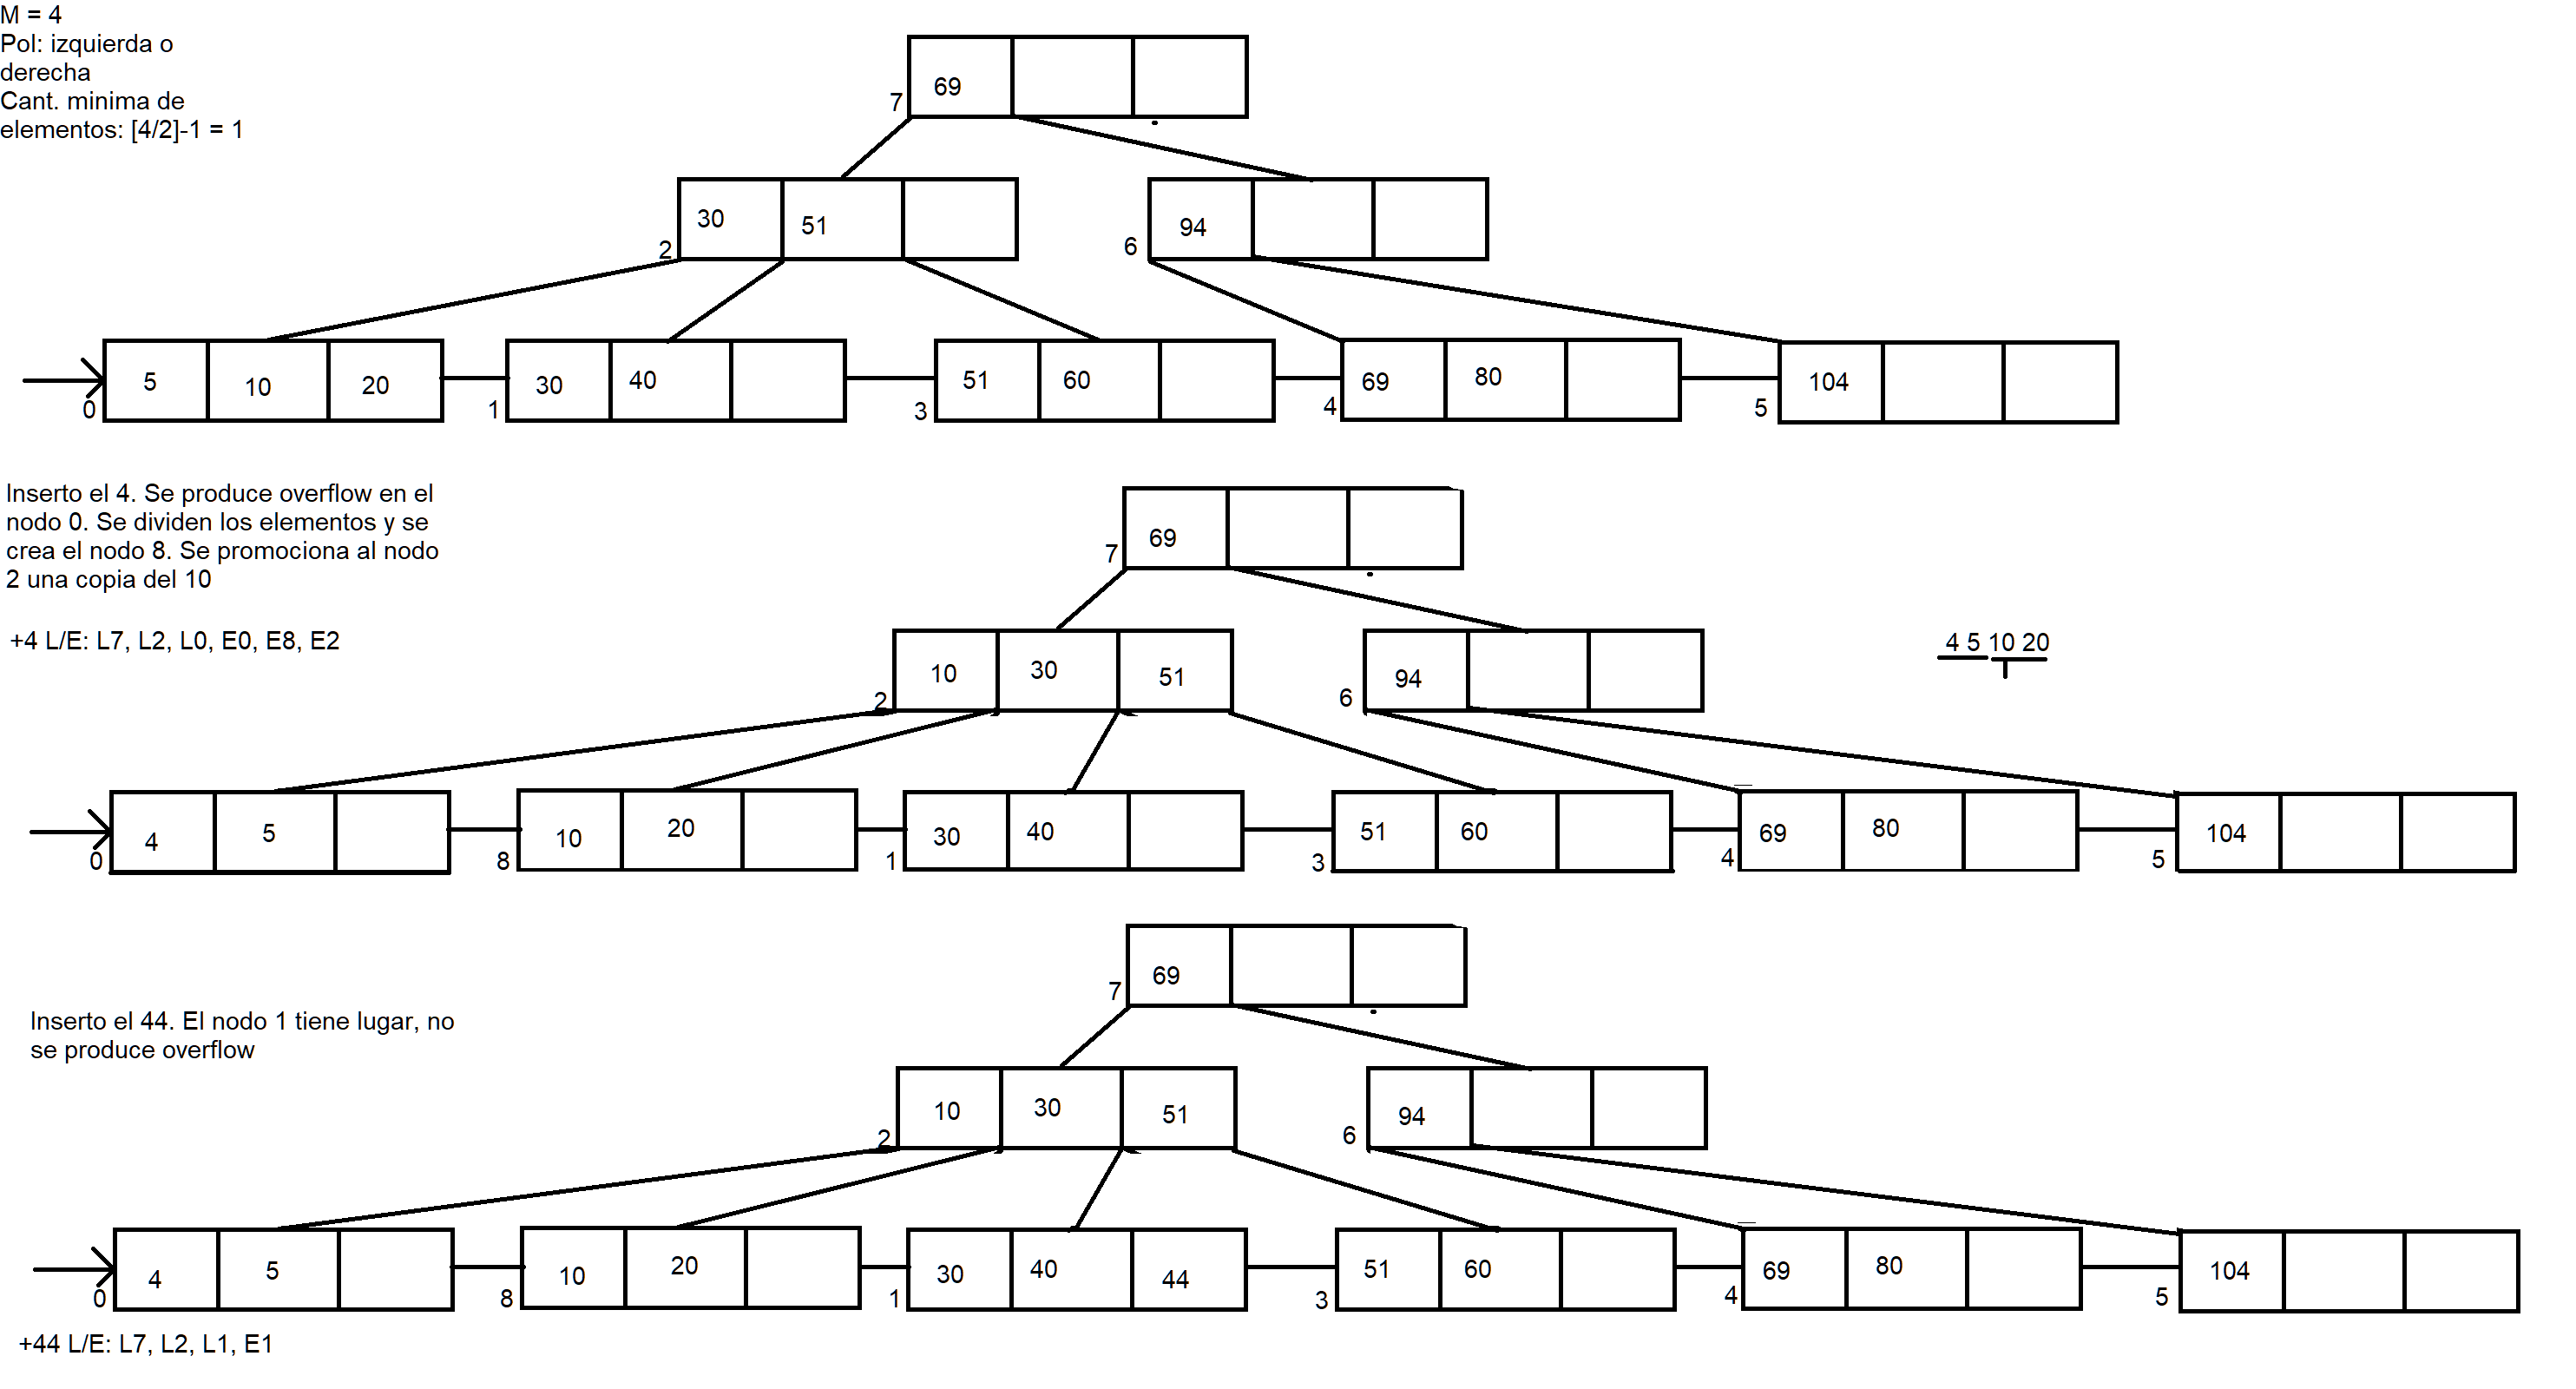 M = 4
Pol: izquierda o
derecha
Cant. minima de
elementos: [4/2]-1 = 1
69
7
30 51
2
94
6
5 10 20
0
30 40
1
51 60
3
69 80
4
104
5
Inserto el 4. Se produce overflow en el
nodo 0. Se dividen los elementos y se
crea el nodo 8. Se promociona al nodo
2 una copia del 10
+4 L/E: L7, L2, L0, E0, E8, E2
69
7
10 30 51
2
94
6
4 5 10 20
4 5
0
10 20
8
30 40
1
51 60
3
69 80
4
104
5
Inserto el 44. El nodo 1 tiene lugar, no
se produce overflow
69
7
10 30 51
2
94
6
4 5
0
10 20
8
30 40 44
1
51 60
3
69 80
4
104
5
+44 L/E: L7, L2, L1, E1